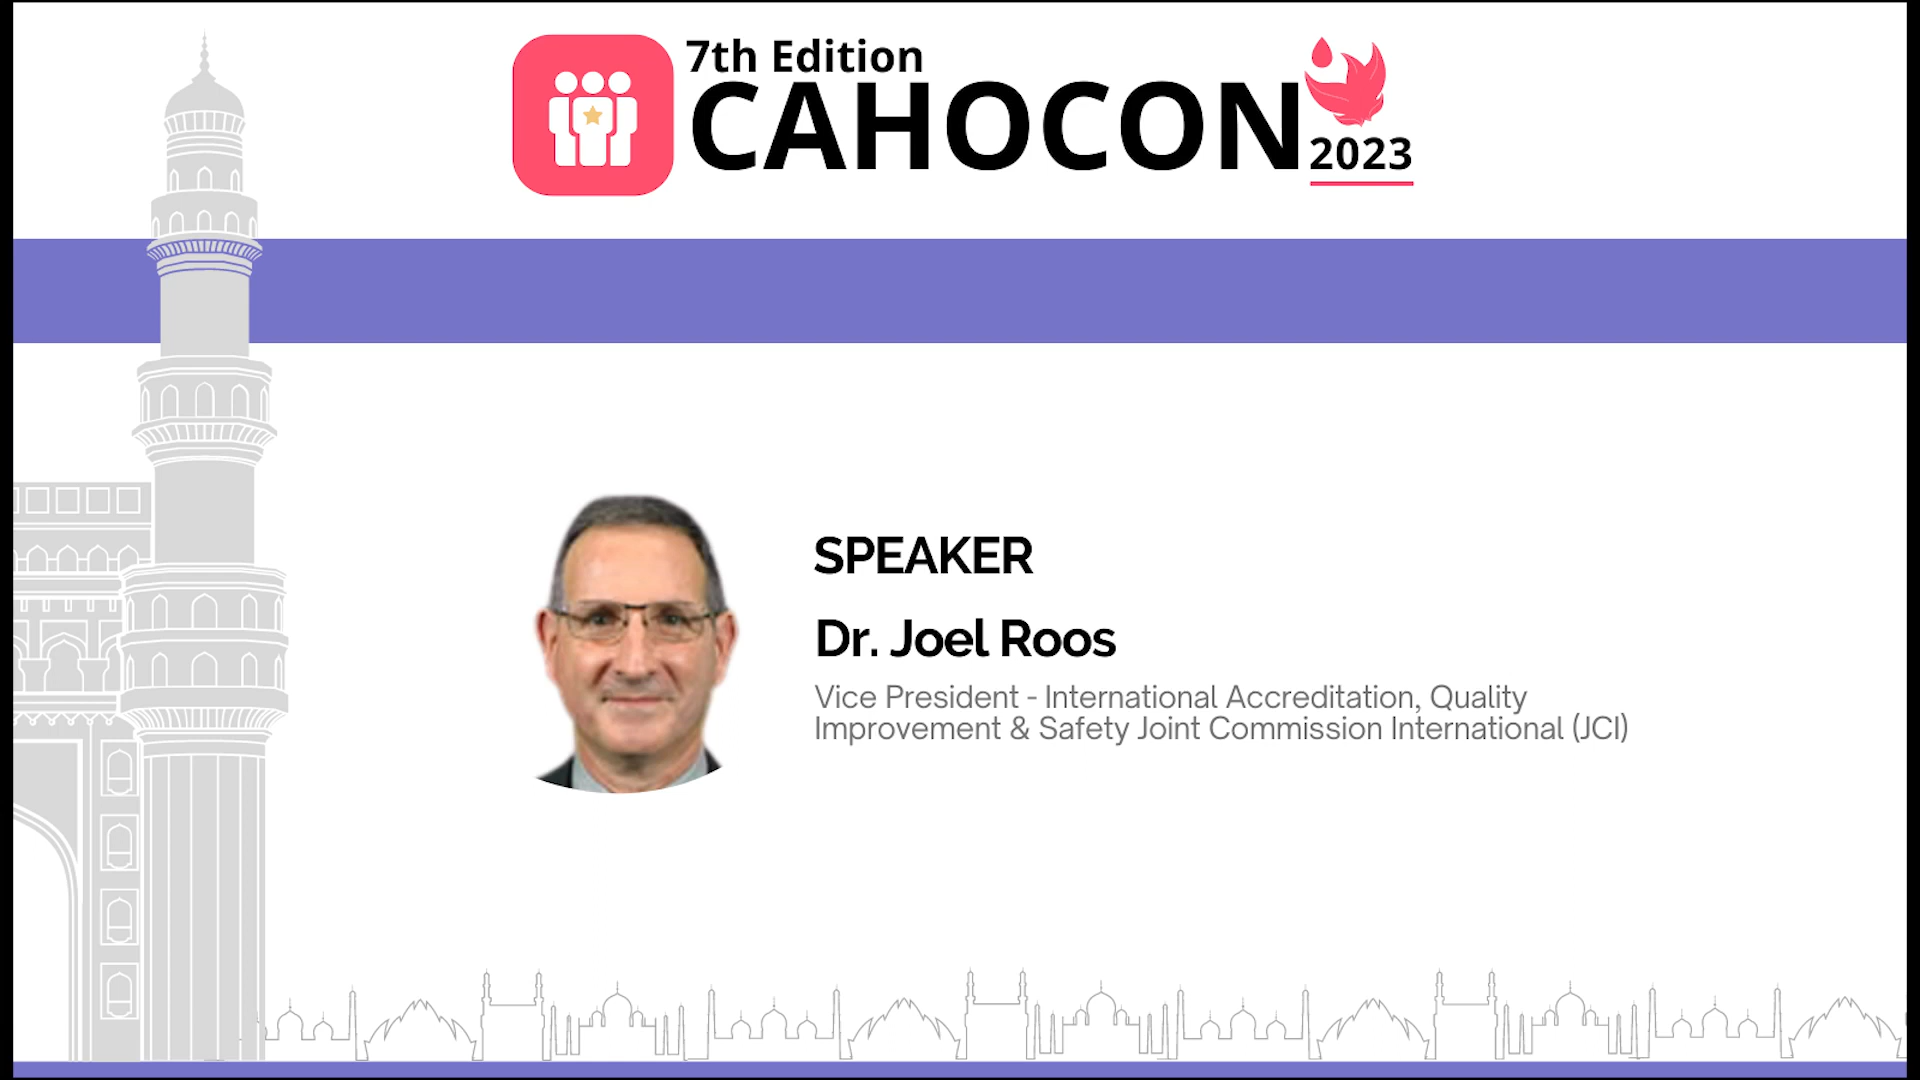 7th Edition
CAHOCON
2023
SPEAKER
Dr. Joel Roos
Vice President - International Accreditation, Quality
Improvement & Safety Joint Commission International (JCI)